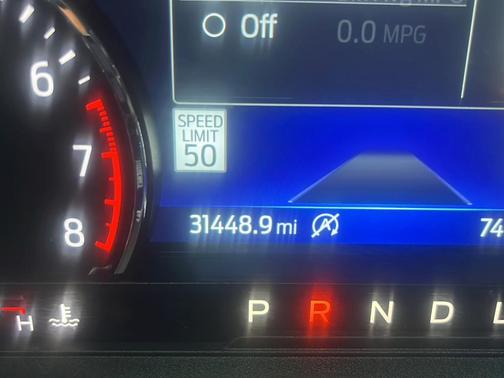 Off
0.0 MPG
6
SPEED
LIMIT
50
7
8
31448.9 mi
74
P R N D L
H